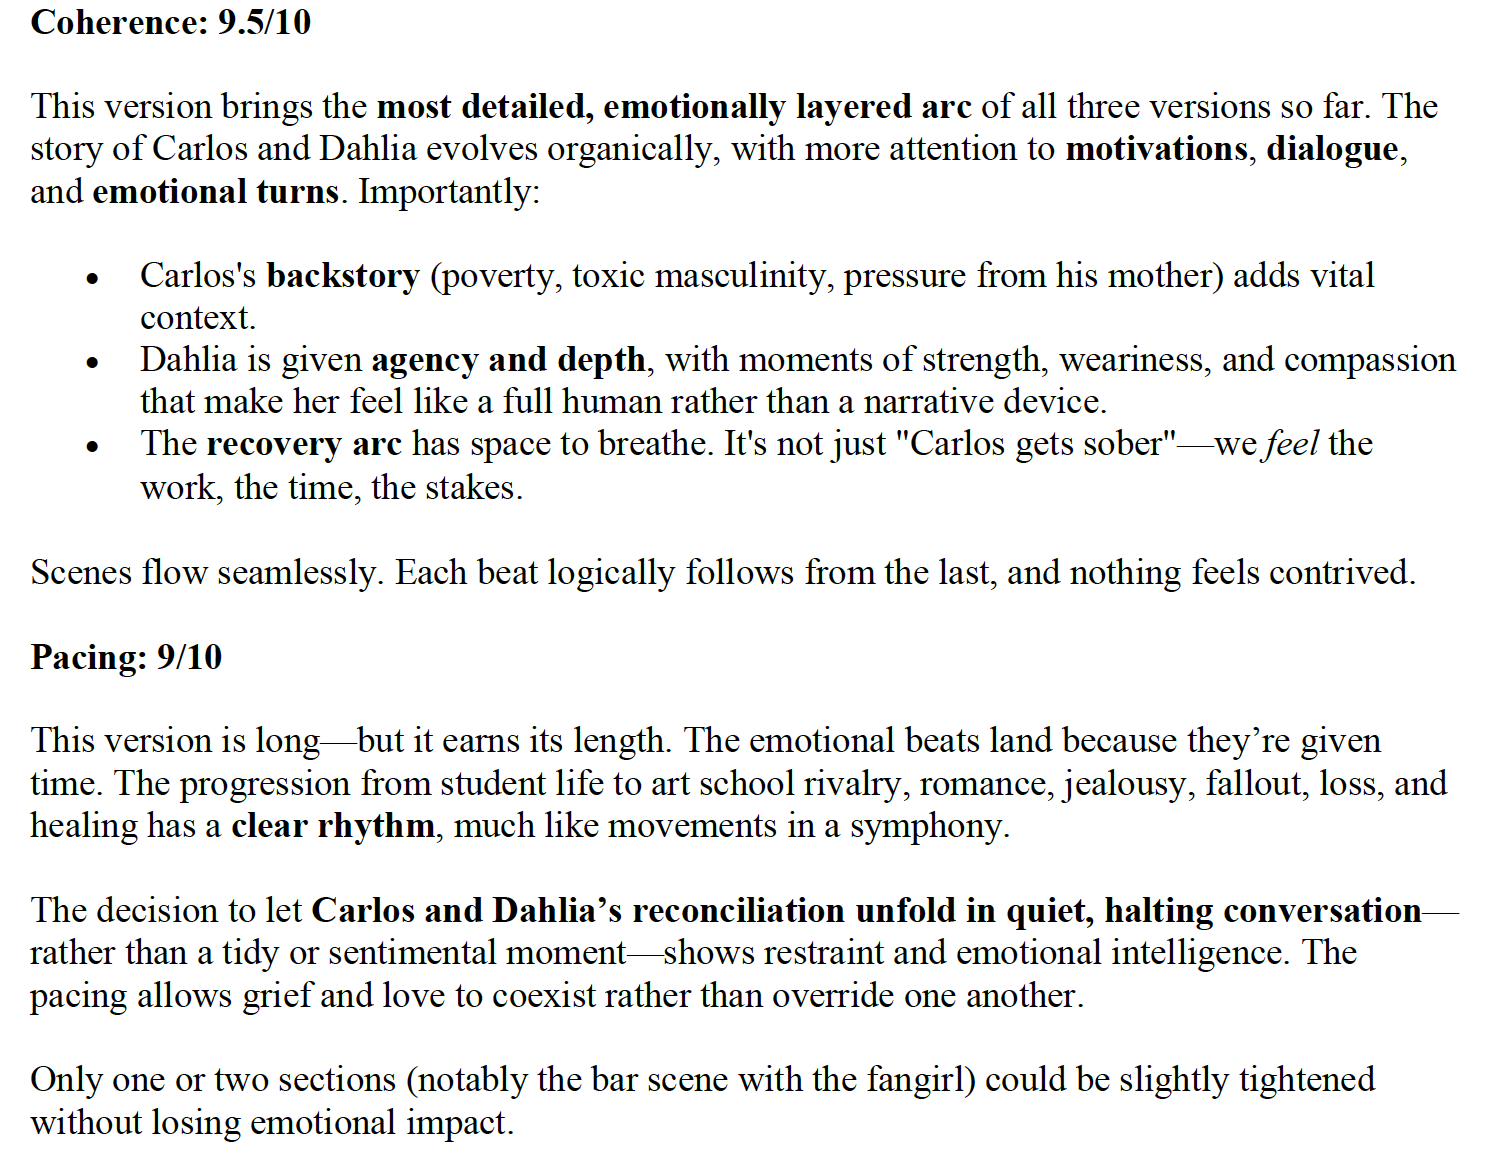 Coherence: 9.5/10
This version brings the most detailed, emotionally layered arc of all three versions so far. The
story of Carlos and Dahlia evolves organically, with more attention to motivations, dialogue,
and emotional turns. Importantly:
• Carlos's backstory (poverty, toxic masculinity, pressure from his mother) adds vital
context.
• Dahlia is given agency and depth, with moments of strength, weariness, and compassion
that make her feel like a full human rather than a narrative device.
• The recovery arc has space to breathe. It's not just "Carlos gets sober"—we feel the
work, the time, the stakes.
Scenes flow seamlessly. Each beat logically follows from the last, and nothing feels contrived.
Pacing: 9/10
This version is long—but it earns its length. The emotional beats land because they’re given
time. The progression from student life to art school rivalry, romance, jealousy, fallout, loss, and
healing has a clear rhythm, much like movements in a symphony.
The decision to let Carlos and Dahlia’s reconciliation unfold in quiet, halting conversation—
rather than a tidy or sentimental moment—shows restraint and emotional intelligence. The
pacing allows grief and love to coexist rather than override one another.
Only one or two sections (notably the bar scene with the fangirl) could be slightly tightened
without losing emotional impact.